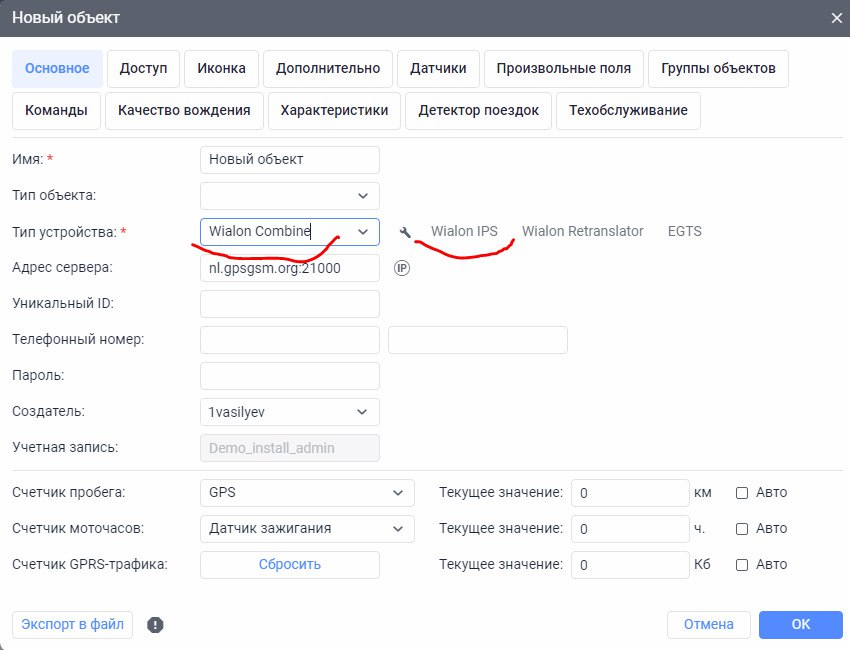 Новый объект
Основное Доступ Иконка Дополнительно Датчики Произвольные поля Группы объектов
Команды Качество вождения Характеристики Детектор поездок Техобслуживание
Имя: * Новый объект
Тип объекта:
Тип устройства: * Wialon Combine Wialon IPS Wialon Retranslator EGTS
Адрес сервера: nl.gpsgsm.org:21000 IP
Уникальный ID:
Телефонный номер:
Пароль:
Создатель: 1vasilyev
Учетная запись: Demo_install_admin
Счетчик пробега: GPS Текущее значение: 0 км Авто
Счетчик моточасов: Датчик зажигания Текущее значение: 0 ч. Авто
Счетчик GPRS-трафика: Сбросить Текущее значение: 0 Кб Авто
Экспорт в файл Отмена OK